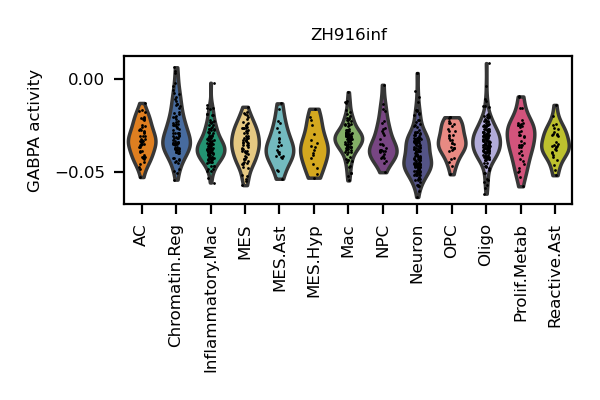 ZH916inf
GABPA activity
0.00
−0.05
AC
Chromatin.Reg
Inflammatory.Mac
MES
MES.Ast
MES.Hyp
Mac
NPC
Neuron
OPC
Oligo
Prolif.Metab
Reactive.Ast